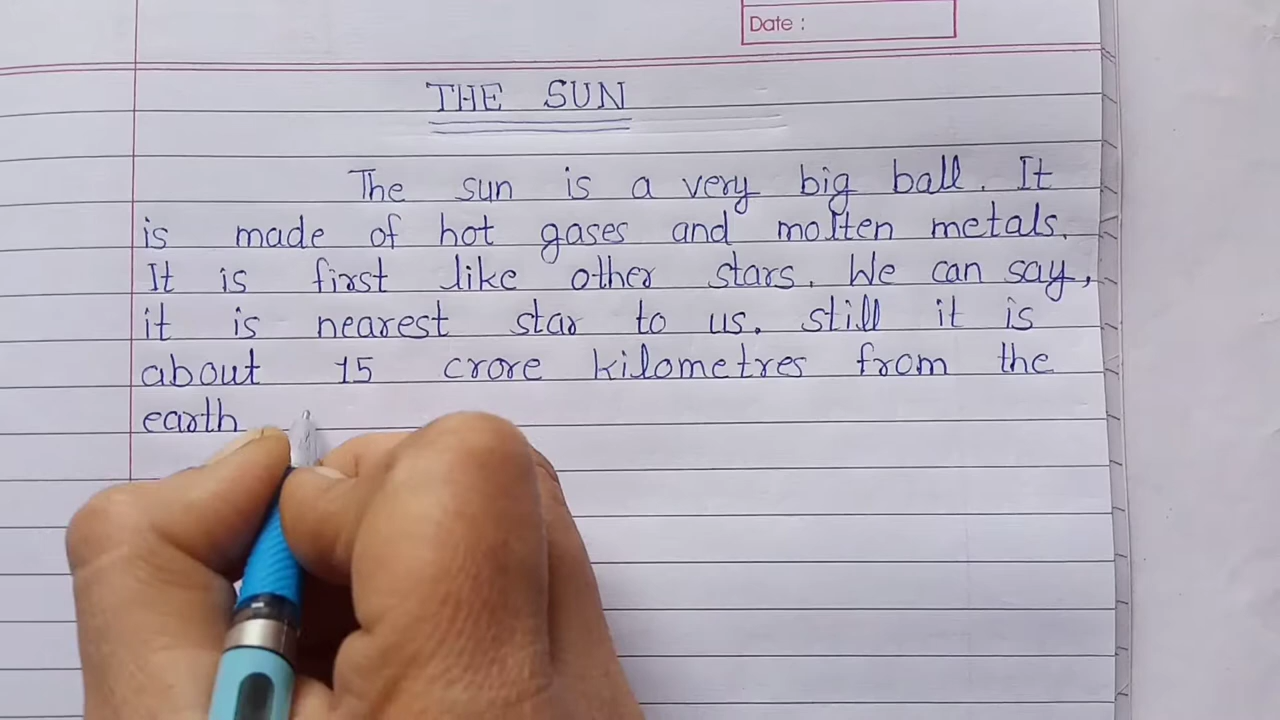 Date :
THE SUN
The sun is a very big ball. It
is made of hot gases and molten metals.
It is first like other stars. We can say,
it is nearest star to us. still it is
about 15 crore kilometres from the
earth